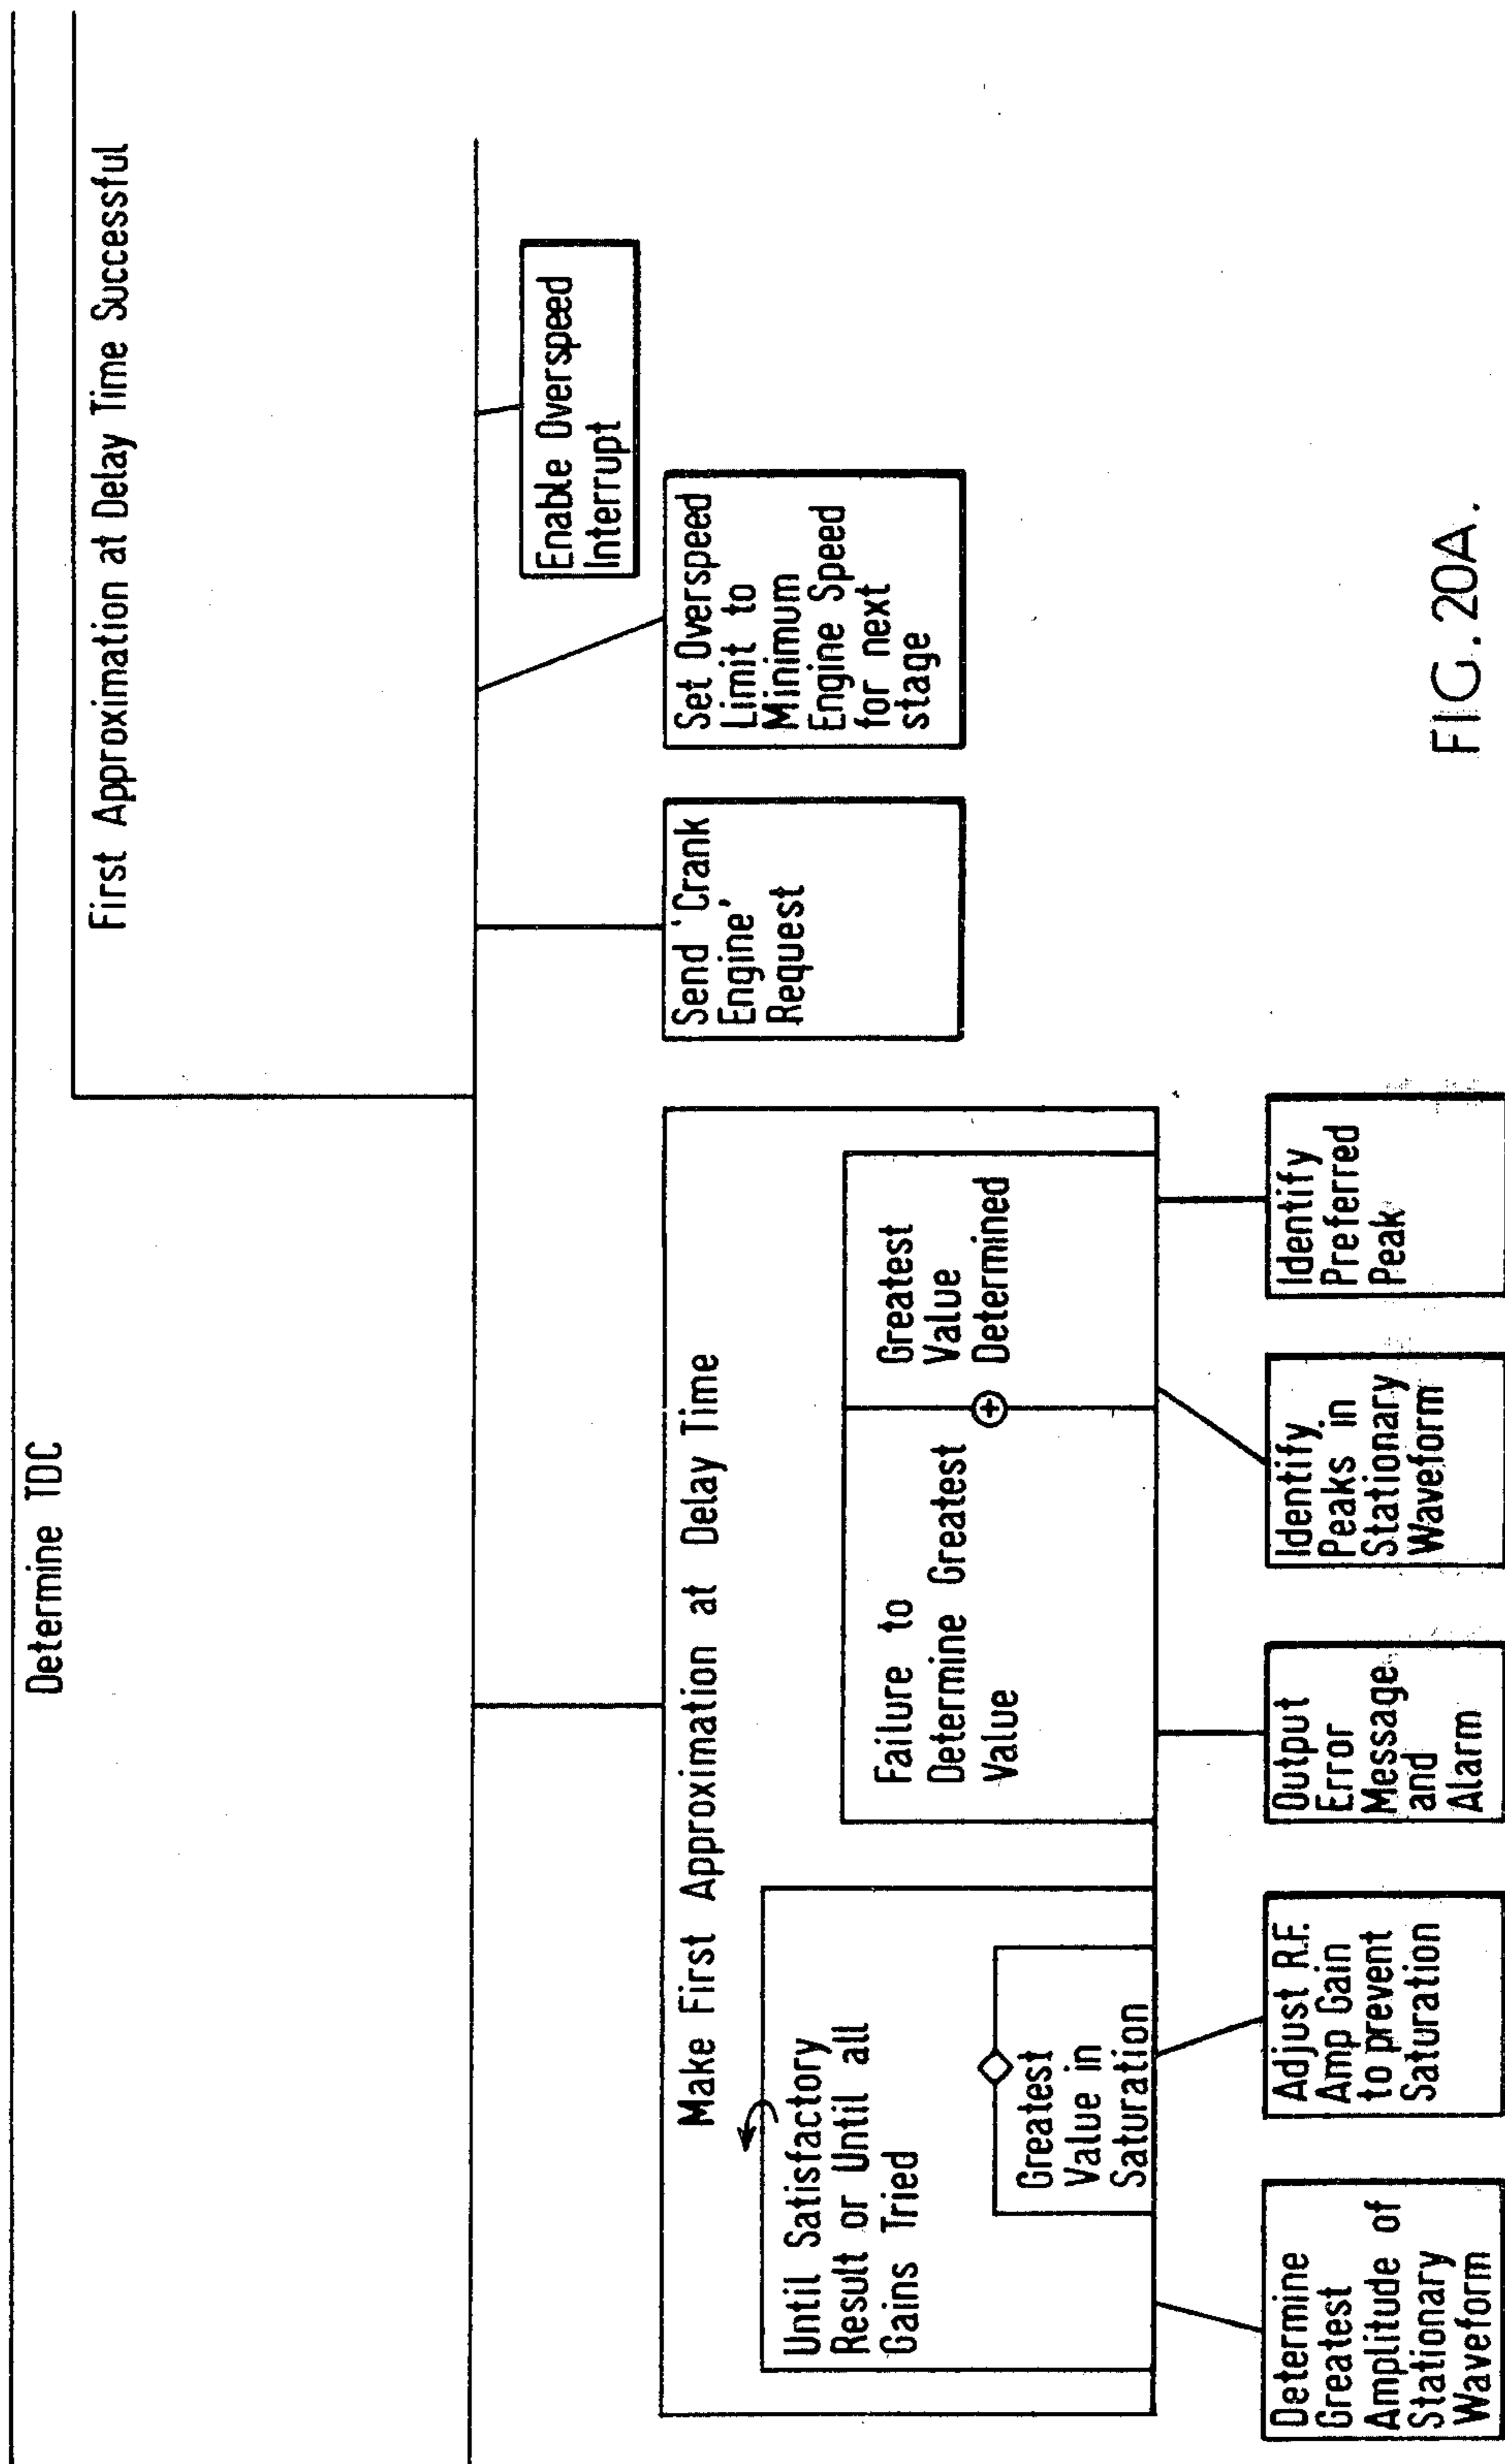 Determine TDC
First Approximation at Delay Time Successful
Make First Approximation at Delay Time
Until Satisfactory
Result or Until all
Gains Tried
Greatest
Value in
Saturation
Failure to
Determine Greatest
Value
Greatest
Value
Determined
Determine
Greatest
Amplitude of
Stationary
Waveform
Adjust R.F.
Amp Gain
to prevent
Saturation
Output
Error
Message
and
Alarm
Identify
Peaks in
Stationary
Waveform
Identify
Preferred
Peak
Send 'Crank
Engine'
Request
Set Overspeed
Limit to
Minimum
Engine Speed
for next
stage
Enable Overspeed
Interrupt
FIG.20A.